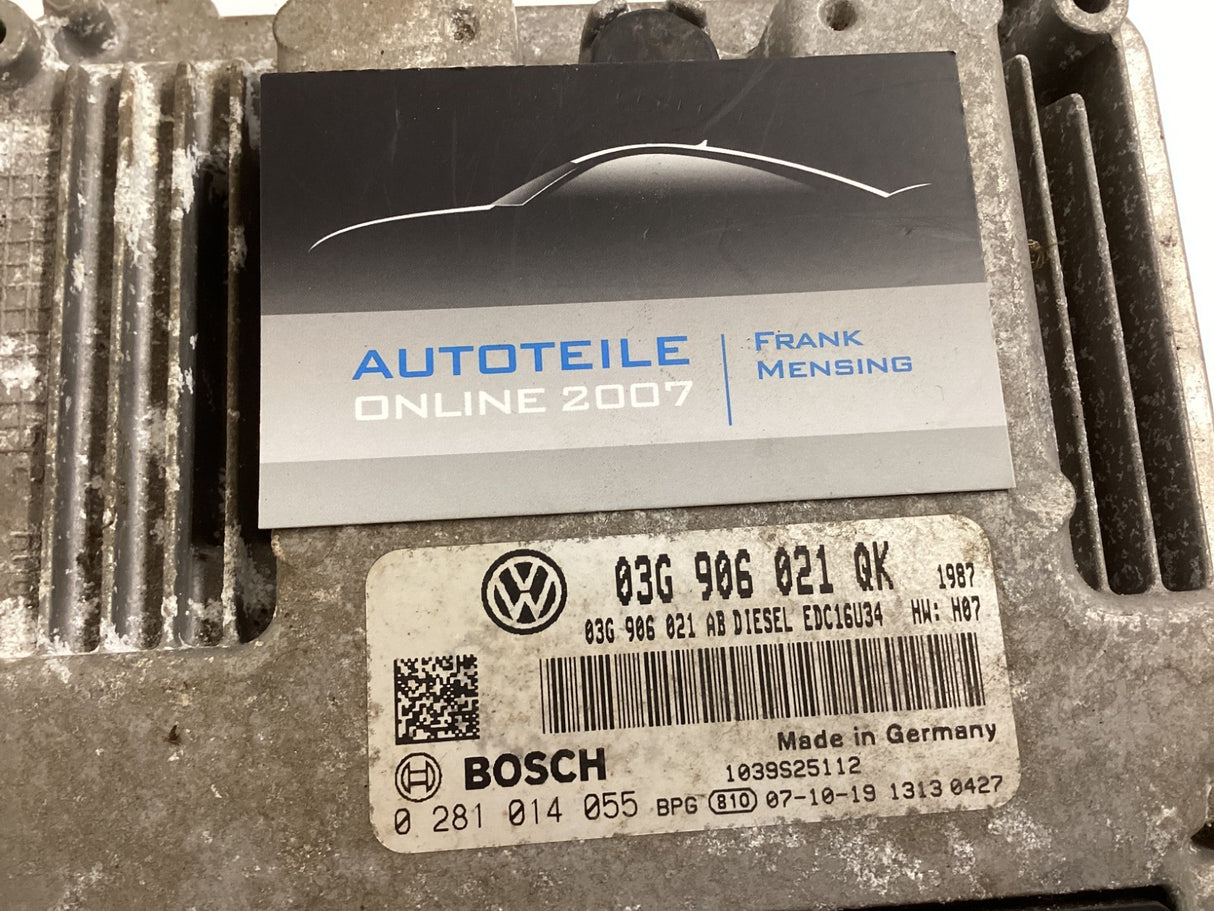 AUTOTEILE
ONLINE 2007
FRANK
MENSING
03G 906 021 QK 1987
03G 906 021 AB DIESEL EDC16U34 HW: H07
Made in Germany
BOSCH 1039S25112
0 281 014 055 BPG 810 07-10-19 1313 0427